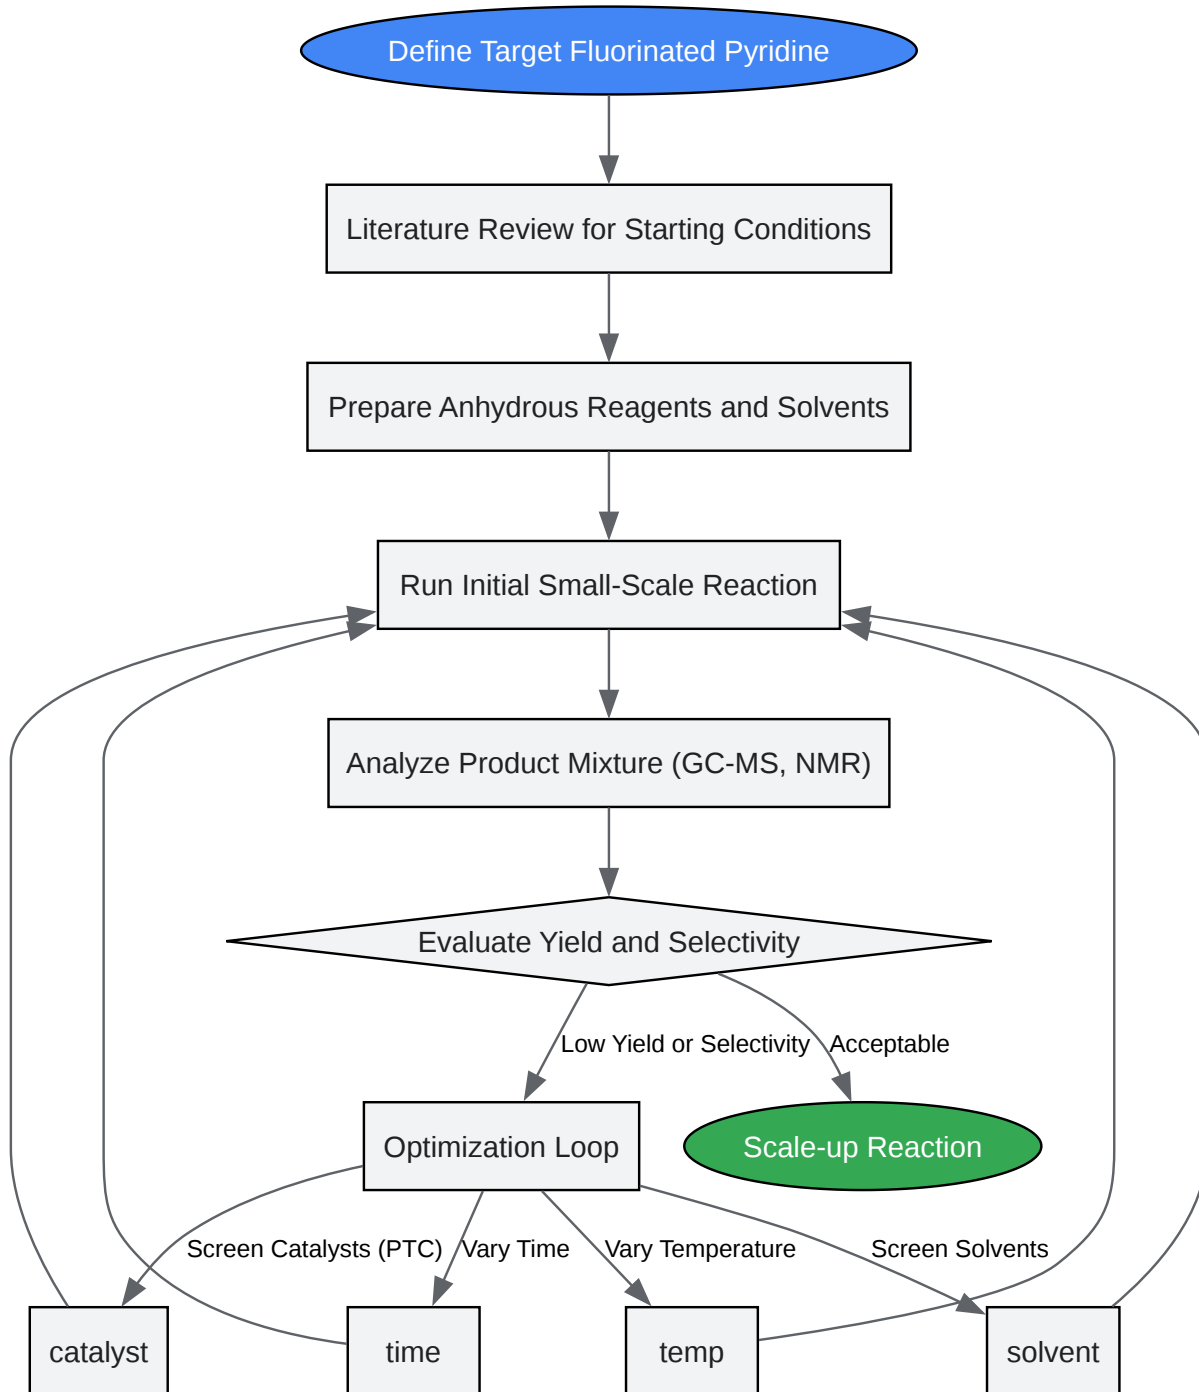 Define Target Fluorinated Pyridine
Literature Review for Starting Conditions
Prepare Anhydrous Reagents and Solvents
Run Initial Small-Scale Reaction
Analyze Product Mixture (GC-MS, NMR)
Evaluate Yield and Selectivity
Low Yield or Selectivity
Acceptable
Optimization Loop
Scale-up Reaction
Screen Catalysts (PTC)
Vary Time
Vary Temperature
Screen Solvents
catalyst
time
temp
solvent